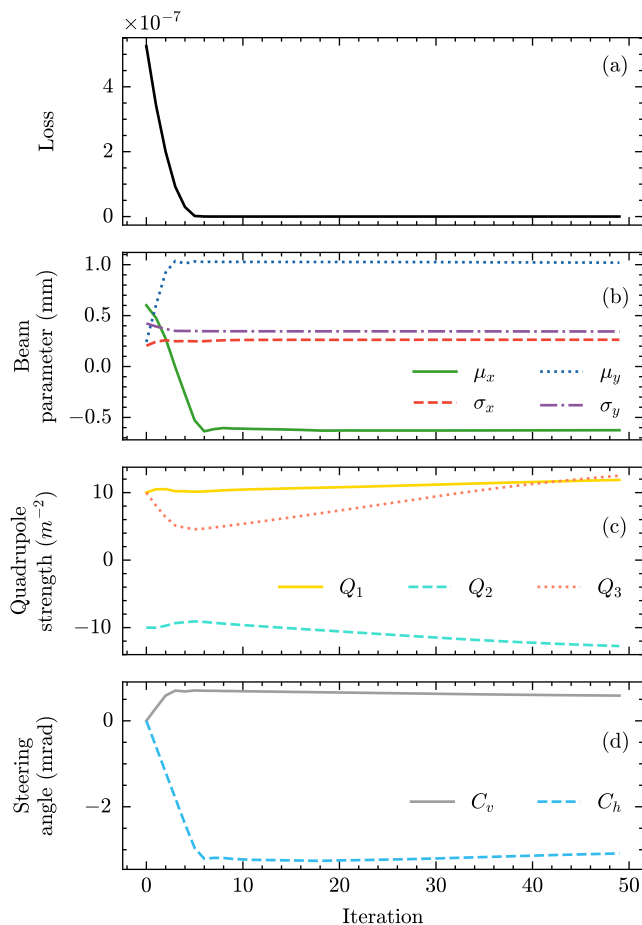 ×10⁻⁷
4
2
0
Loss
(a)
1.0
0.5
0.0
−0.5
Beam
parameter (mm)
(b)
μₓ
μᵧ
σₓ
σᵧ
10
0
−10
Quadrupole
strength (m⁻²)
(c)
Q₁
Q₂
Q₃
0
−2
Steering
angle (mrad)
(d)
Cᵥ
Cₕ
0 10 20 30 40 50
Iteration